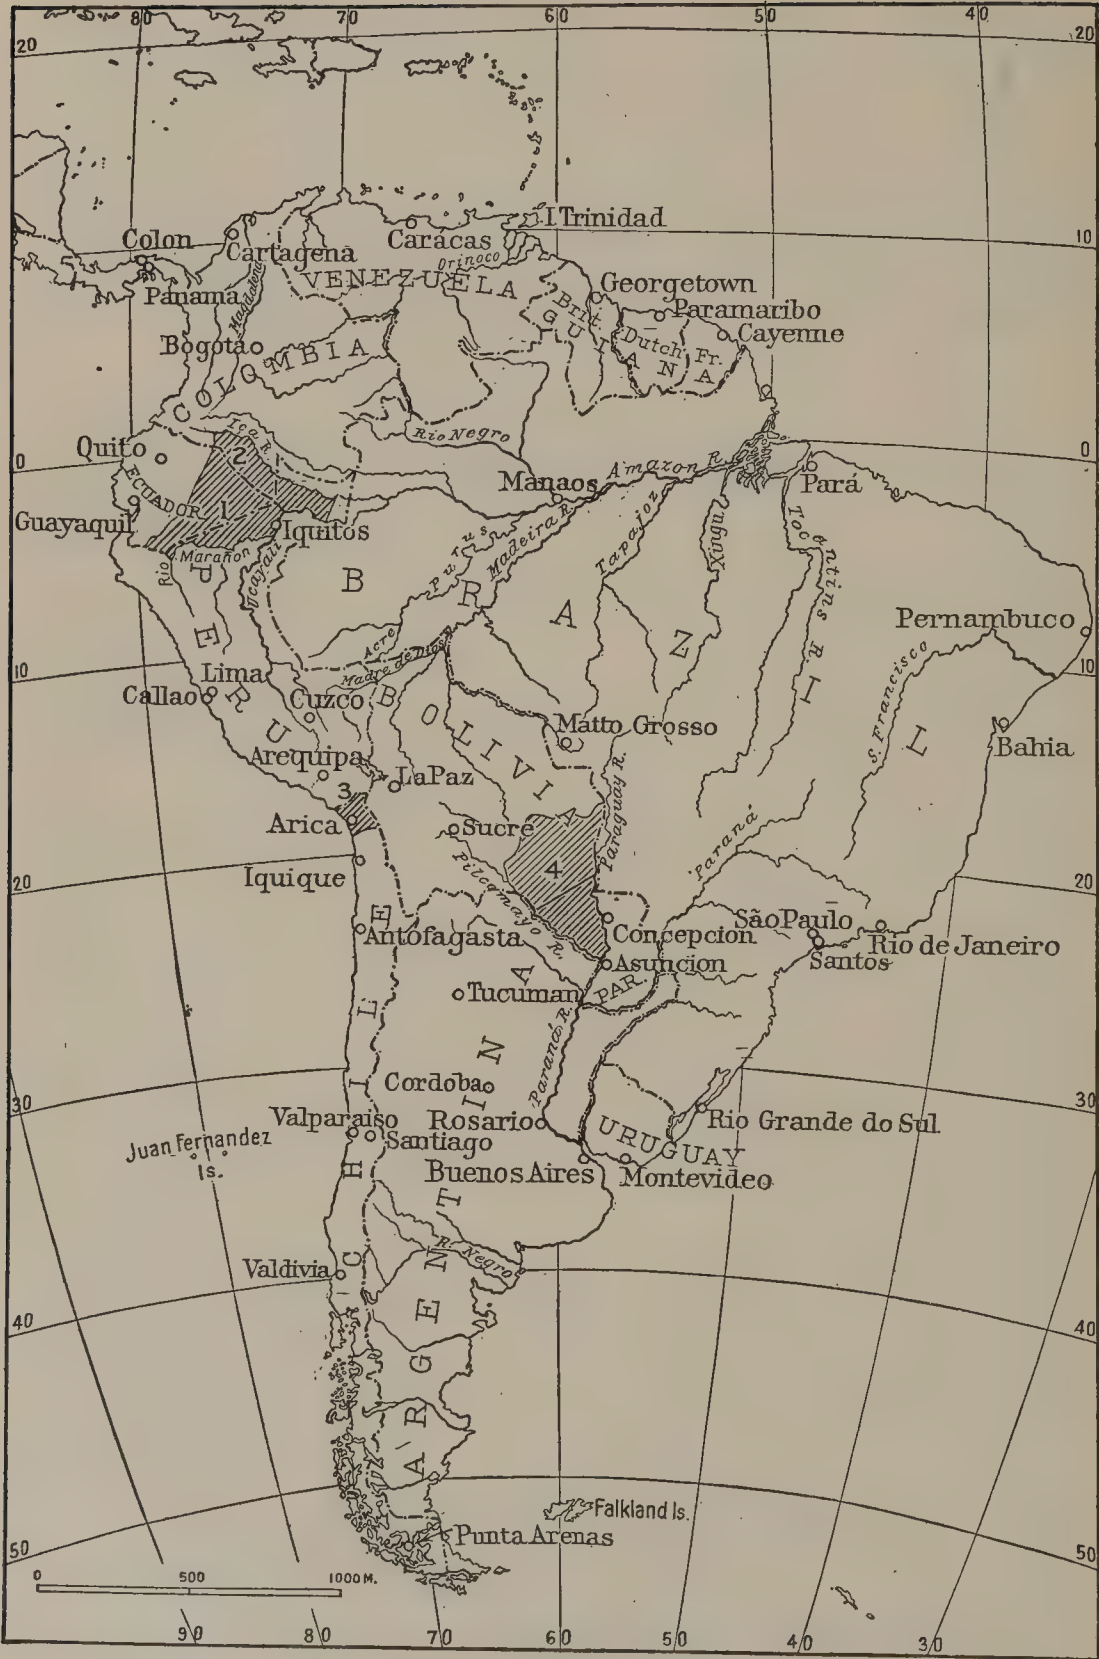 80 70 60 50 40
20 20
I Trinidad
Colon
Cartagena
Caracas
10
Orinoco
Panama
VENEZUELA
Georgetown
Magdalena
Brit.
Paramaribo
GUIANA
Dutch
Fr.
Cayenne
Bogota
COLOMBIA
Iça R.
Rio Negro
Quito
2
Amazon R.
0 0
ECUADOR
Manaos
Pará
1
Guayaquil
Iquitos
Rio Marañon
Ucayali
Purus
Madeira R.
Tapajoz
Xingu
Tocantins R.
BRAZIL
PERU
Pernambuco
Acre
Madre de Dios
S. Francisco
10 10
Lima
Callao
Cuzco
BOLIVIA
Matto Grosso
Bahia
Arequipa
La Paz
3
Paraguay R.
Arica
Sucre
Paraná
Iquique
4
Pilcomayo R.
20 20
São Paulo
Antofagasta
Concepcion
Rio de Janeiro
Asuncion
Santos
Tucuman
PAR.
Paraná R.
CHILE
ARGENTINA
Cordoba
30 30
Valparaiso
Rosario
Rio Grande do Sul
Juan Fernandez
Is.
Santiago
URUGUAY
Buenos Aires
Montevideo
R. Negro
Valdivia
40 40
Falkland Is.
Punta Arenas
50 50
0 500 1000 M.
90 80 70 60 50 40 30